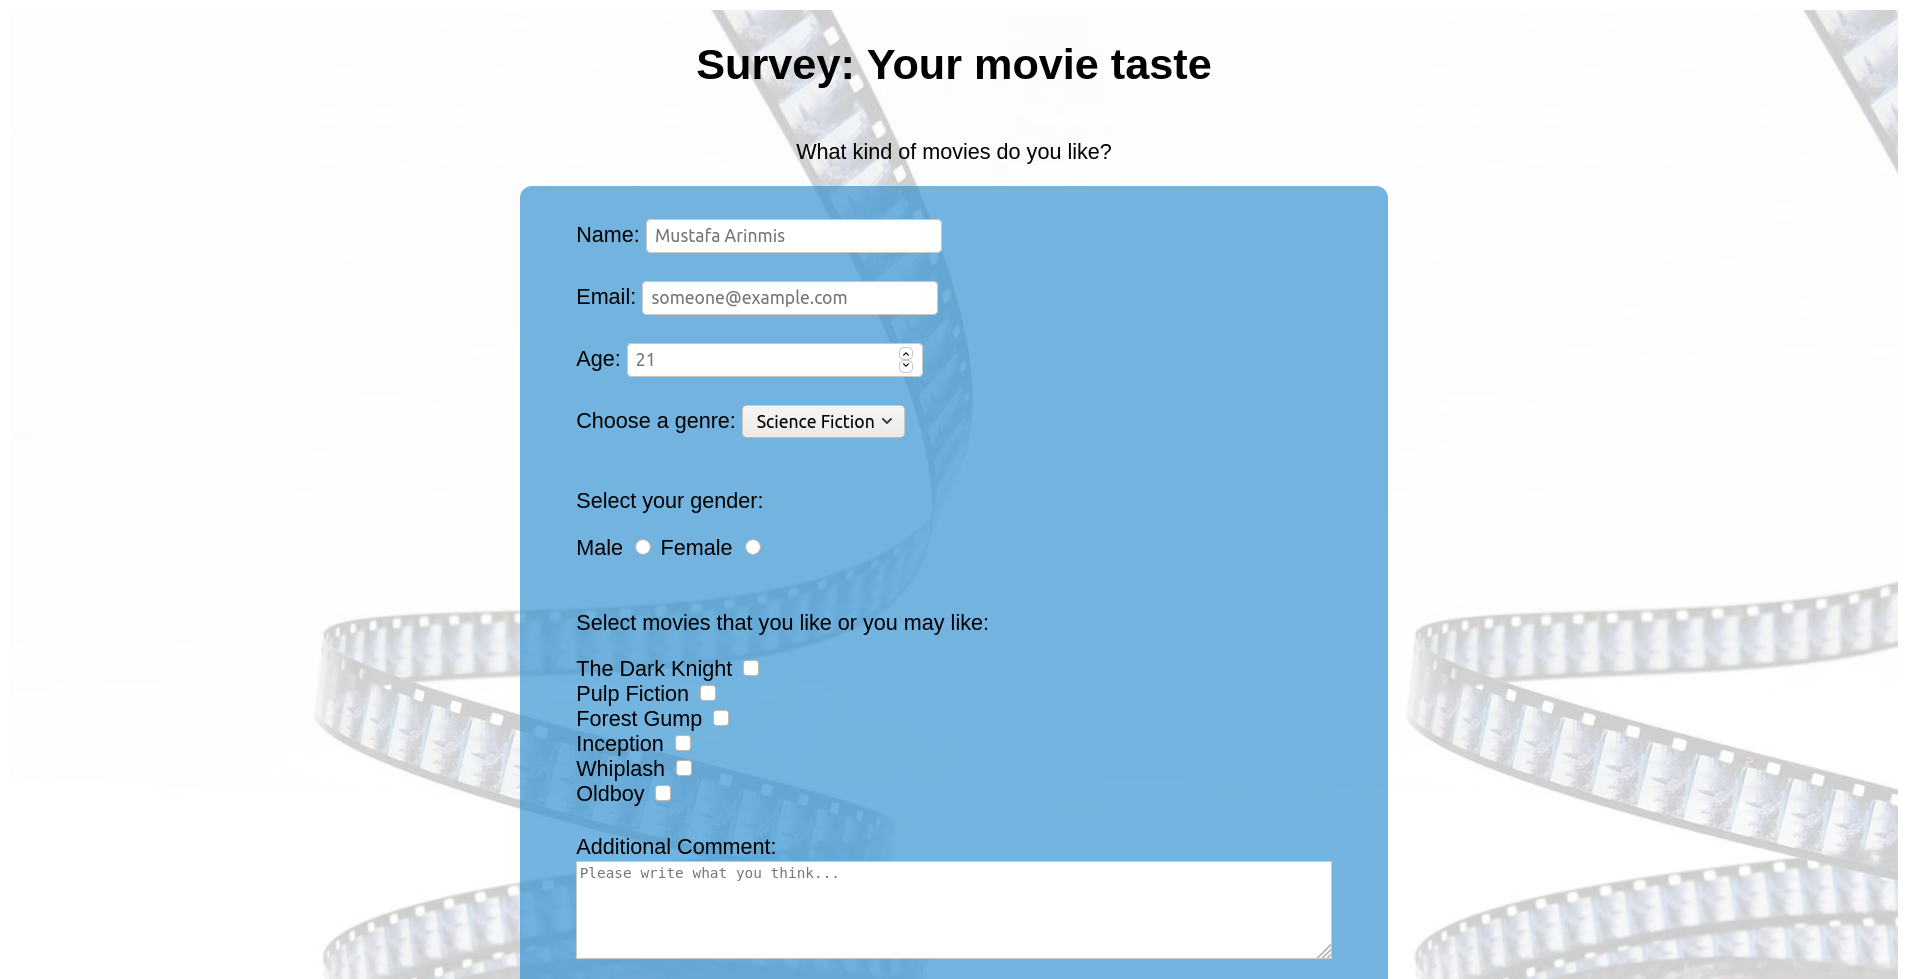 Survey: Your movie taste
What kind of movies do you like?
Name: Mustafa Arinmis
Email: someone@example.com
Age: 21
Choose a genre: Science Fiction
Select your gender:
Male Female
Select movies that you like or you may like:
The Dark Knight
Pulp Fiction
Forest Gump
Inception
Whiplash
Oldboy
Additional Comment:
Please write what you think...